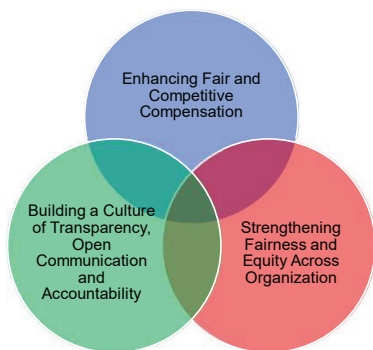 Enhancing Fair and
Competitive
Compensation
Building a Culture
of Transparency,
Open
Communication
and
Accountability
Strengthening
Fairness and
Equity Across
Organization